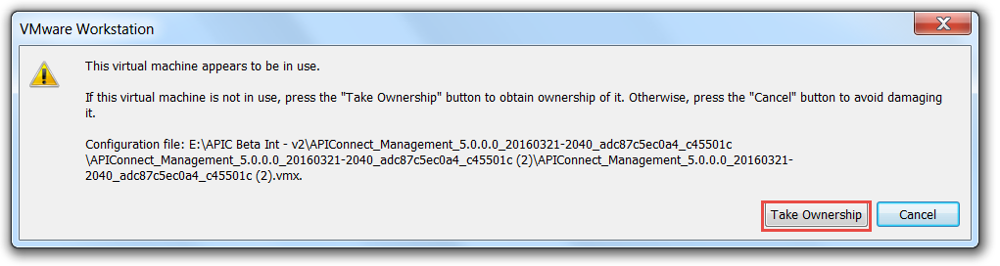 VMware Workstation
This virtual machine appears to be in use.
If this virtual machine is not in use, press the "Take Ownership" button to obtain ownership of it. Otherwise, press the "Cancel" button to avoid damaging
it.
Configuration file: E:\APIC Beta Int - v2\APIConnect_Management_5.0.0.0_20160321-2040_adc87c5ec0a4_c45501c
\APIConnect_Management_5.0.0.0_20160321-2040_adc87c5ec0a4_c45501c (2)\APIConnect_Management_5.0.0.0_20160321-
2040_adc87c5ec0a4_c45501c (2).vmx.
Take Ownership
Cancel